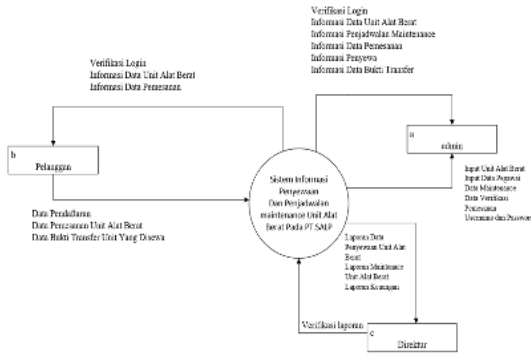 Verifikasi Login
Informasi Data Unit Alat Berat
Informasi Penjadwalan Maintenance
Informasi Data Pemesanan
Informasi Penyewa
Informasi Data Bukti Transfer
Verifikasi Login
Informasi Data Unit Alat Berat
Informasi Data Pemesanan
a
admin
b
Pelanggan
Sistem Informasi
Penyewaan
Dan Penjadwalan
maintenance Unit Alat
Berat Pada PT.SALP
Input Unit Alat Berat
Input Data Pegawai
Data Maintenance
Data Verifikasi
Pemesanan
Username dan Password
Data Pendaftaran
Data Pemesanan Unit Alat Berat
Data Bukti Transfer Unit Yang Disewa
Laporan Data
Penyewaan Unit Alat
Berat
Laporan Maintenance
Unit Alat Berat
Laporan Keuangan
Verifikasi laporan
c
Direktur